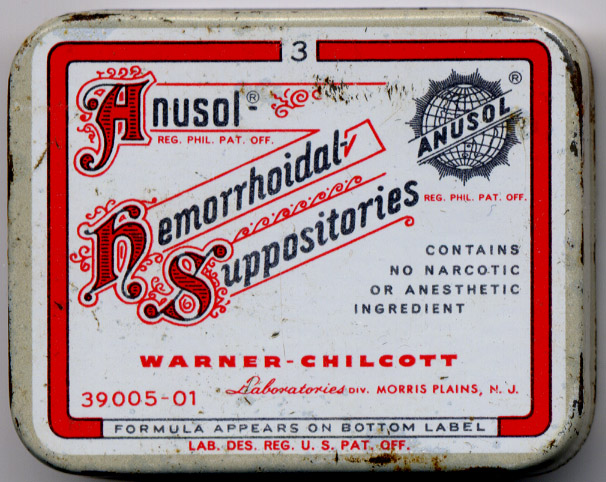 3
Anusol®
REG. PHIL. PAT. OFF.
Hemorrhoidal-
Suppositories
®
ANUSOL
REG. PHIL. PAT. OFF.
CONTAINS
NO NARCOTIC
OR ANESTHETIC
INGREDIENT
WARNER-CHILCOTT
Laboratories DIV. MORRIS PLAINS, N. J.
39005-01
FORMULA APPEARS ON BOTTOM LABEL
LAB. DES. REG. U. S. PAT. OFF.